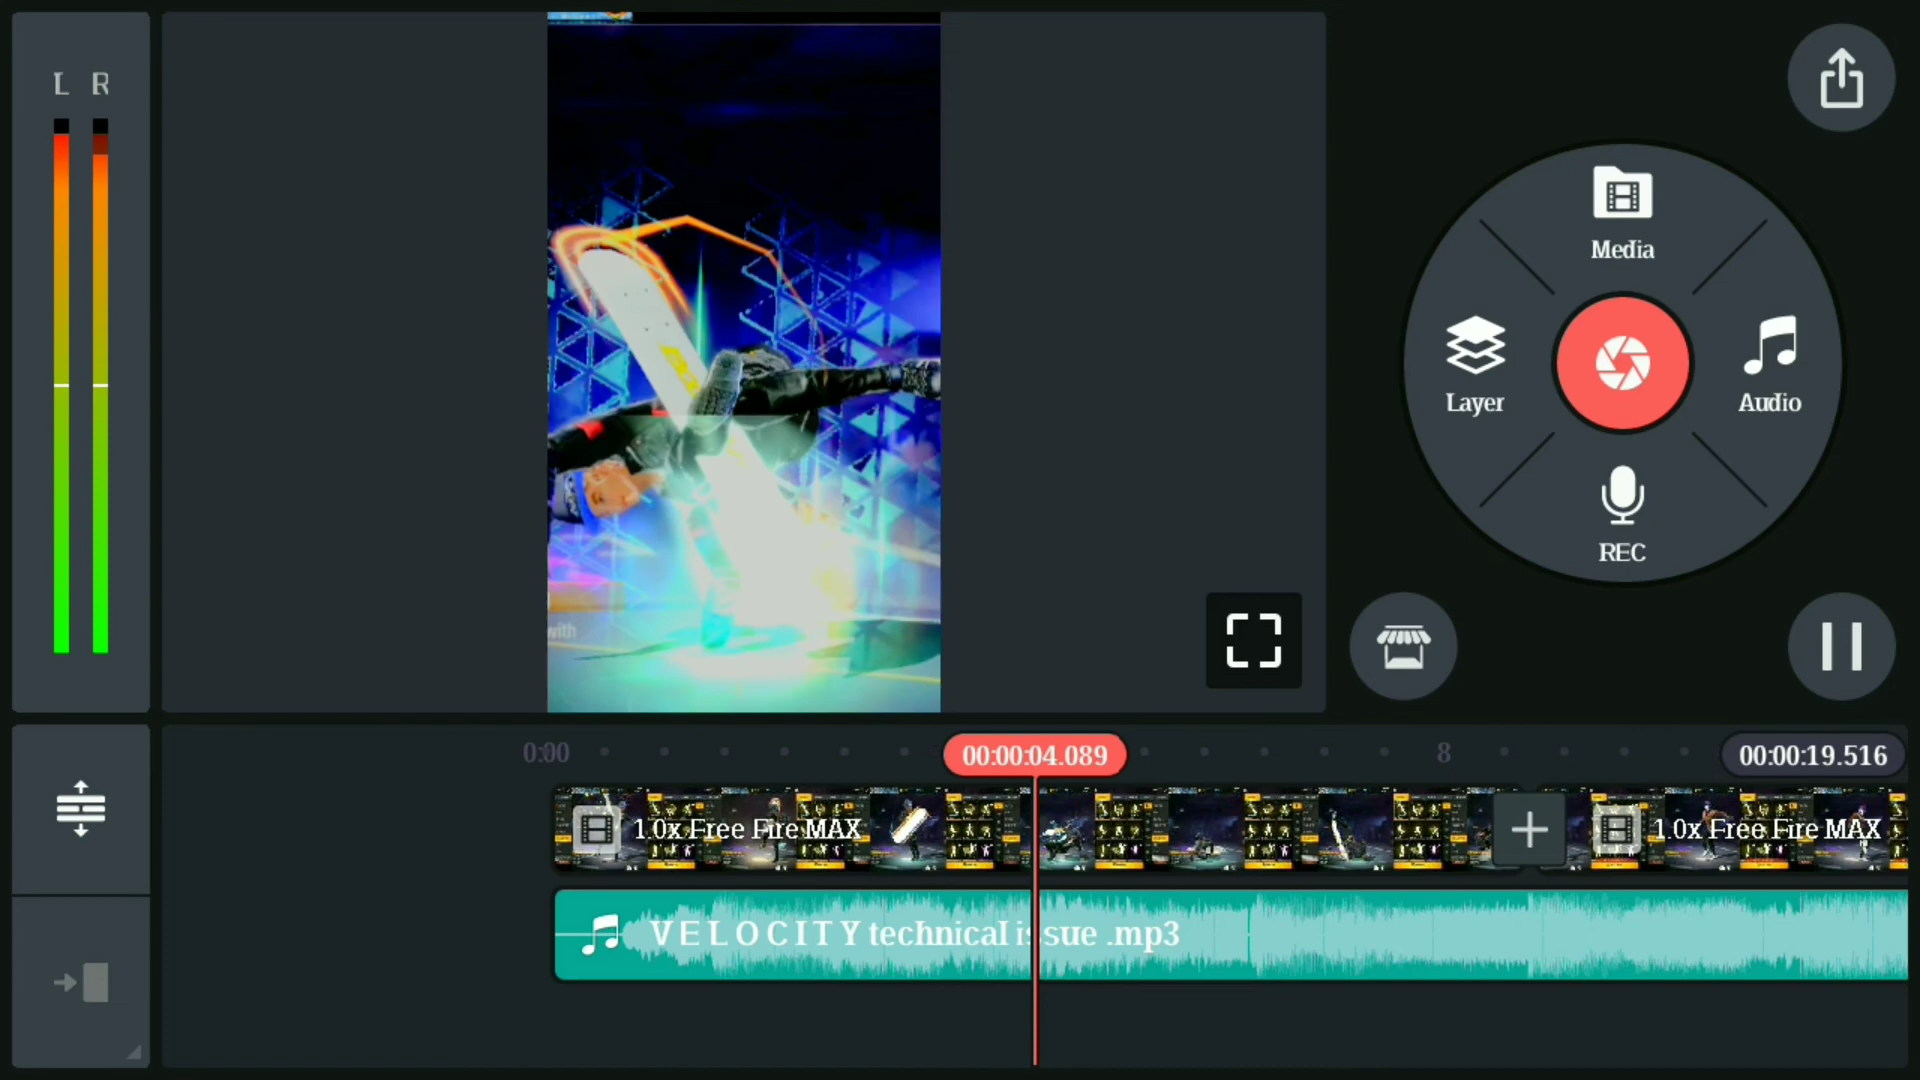 L R
Media
Layer
Audio
REC
with
0:00
00:00:04.089
8
00:00:19.516
1.0x Free Fire MAX
1.0x Free Fire MAX
V E L O C I T Y technical issue .mp3